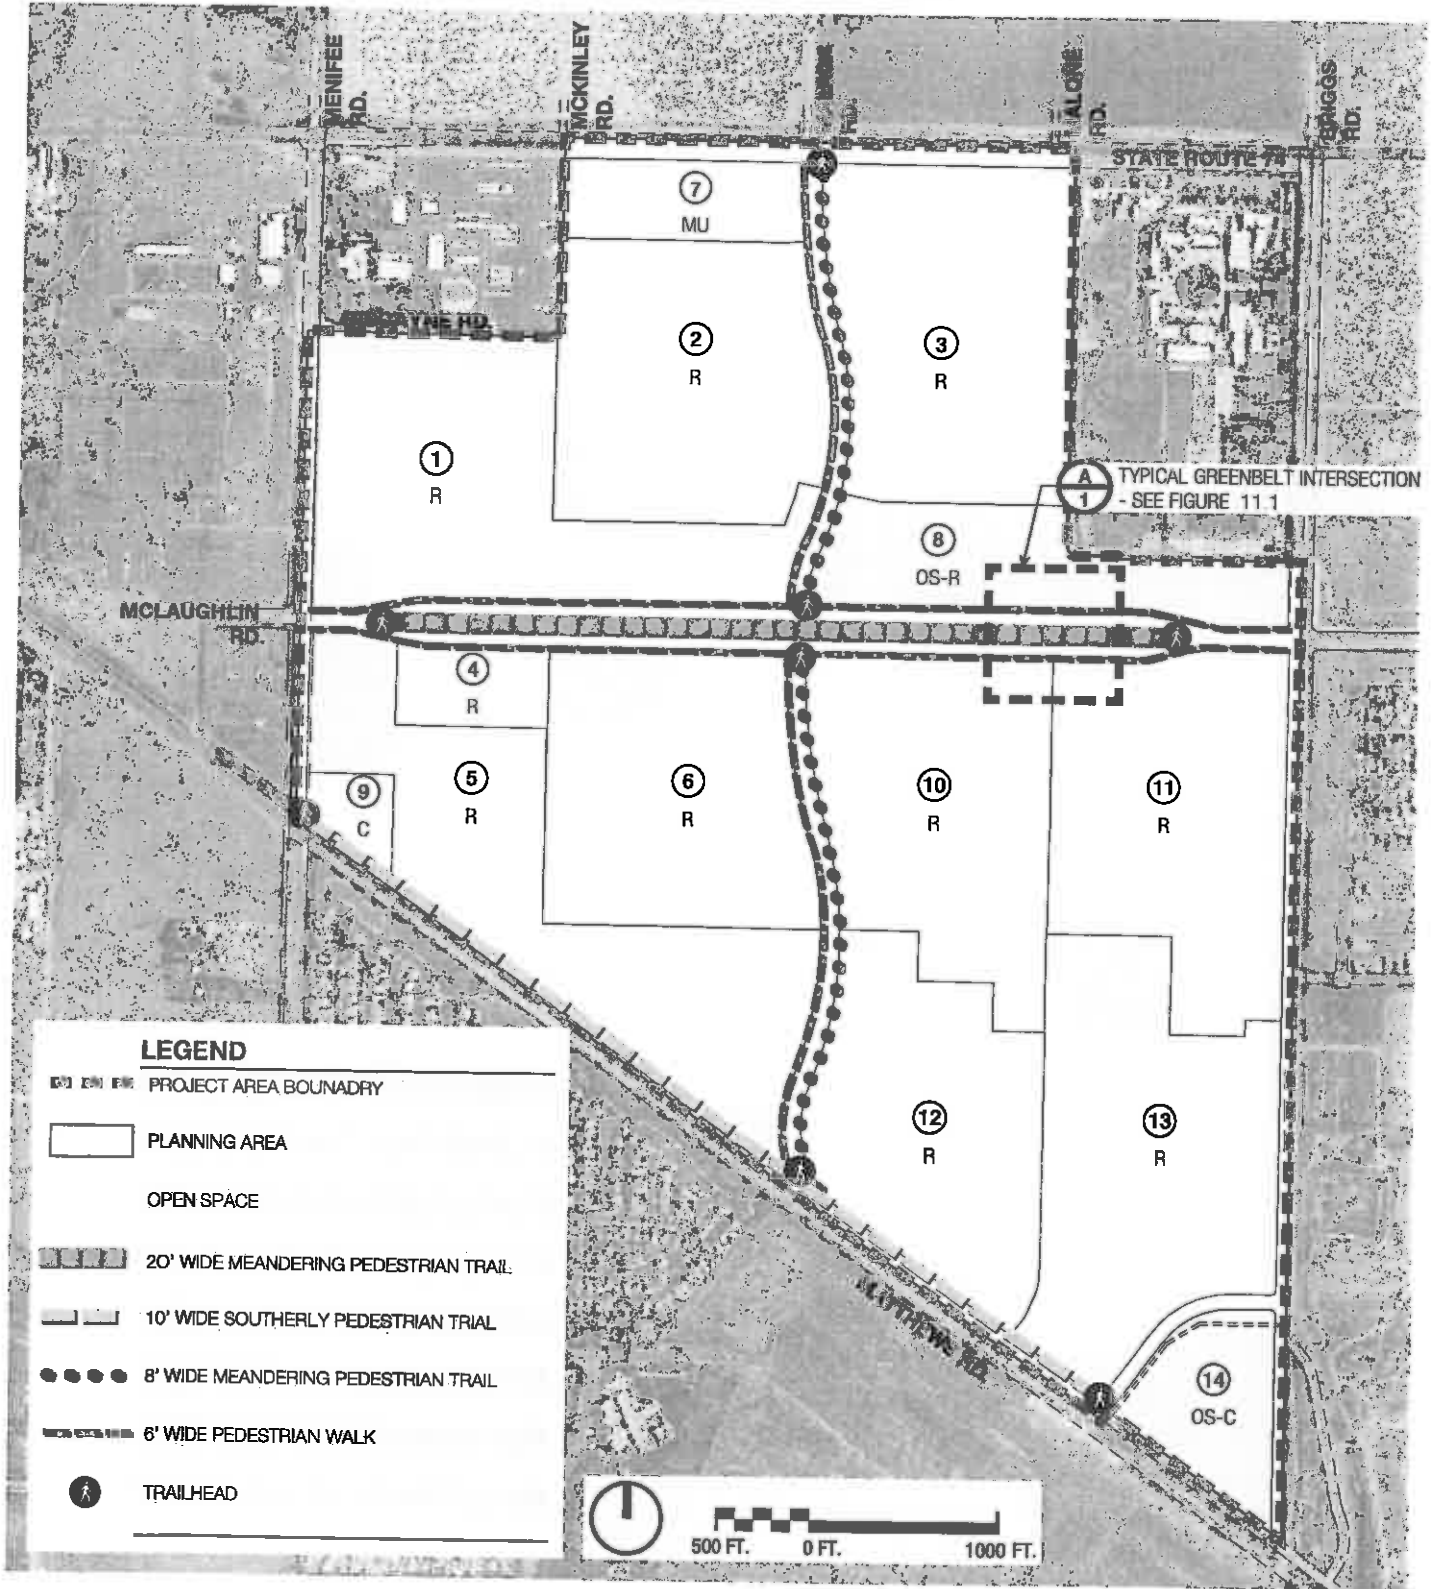 MENIFEE
RD.
MCKINLEY
RD.
RD.
RD.
BRIGGS
RD.
STATE ROUTE 74
7
MU
RD.
2
R
3
R
1
R
A
1
TYPICAL GREENBELT INTERSECTION
- SEE FIGURE 11.1
8
OS-R
MCLAUGHLIN
RD.
4
R
9
C
5
R
6
R
10
R
11
R
12
R
13
R
14
OS-C
LEGEND
PROJECT AREA BOUNADRY
PLANNING AREA
OPEN SPACE
20' WIDE MEANDERING PEDESTRIAN TRAIL
10' WIDE SOUTHERLY PEDESTRIAN TRIAL
8' WIDE MEANDERING PEDESTRIAN TRAIL
6' WIDE PEDESTRIAN WALK
TRAILHEAD
500 FT. 0 FT. 1000 FT.